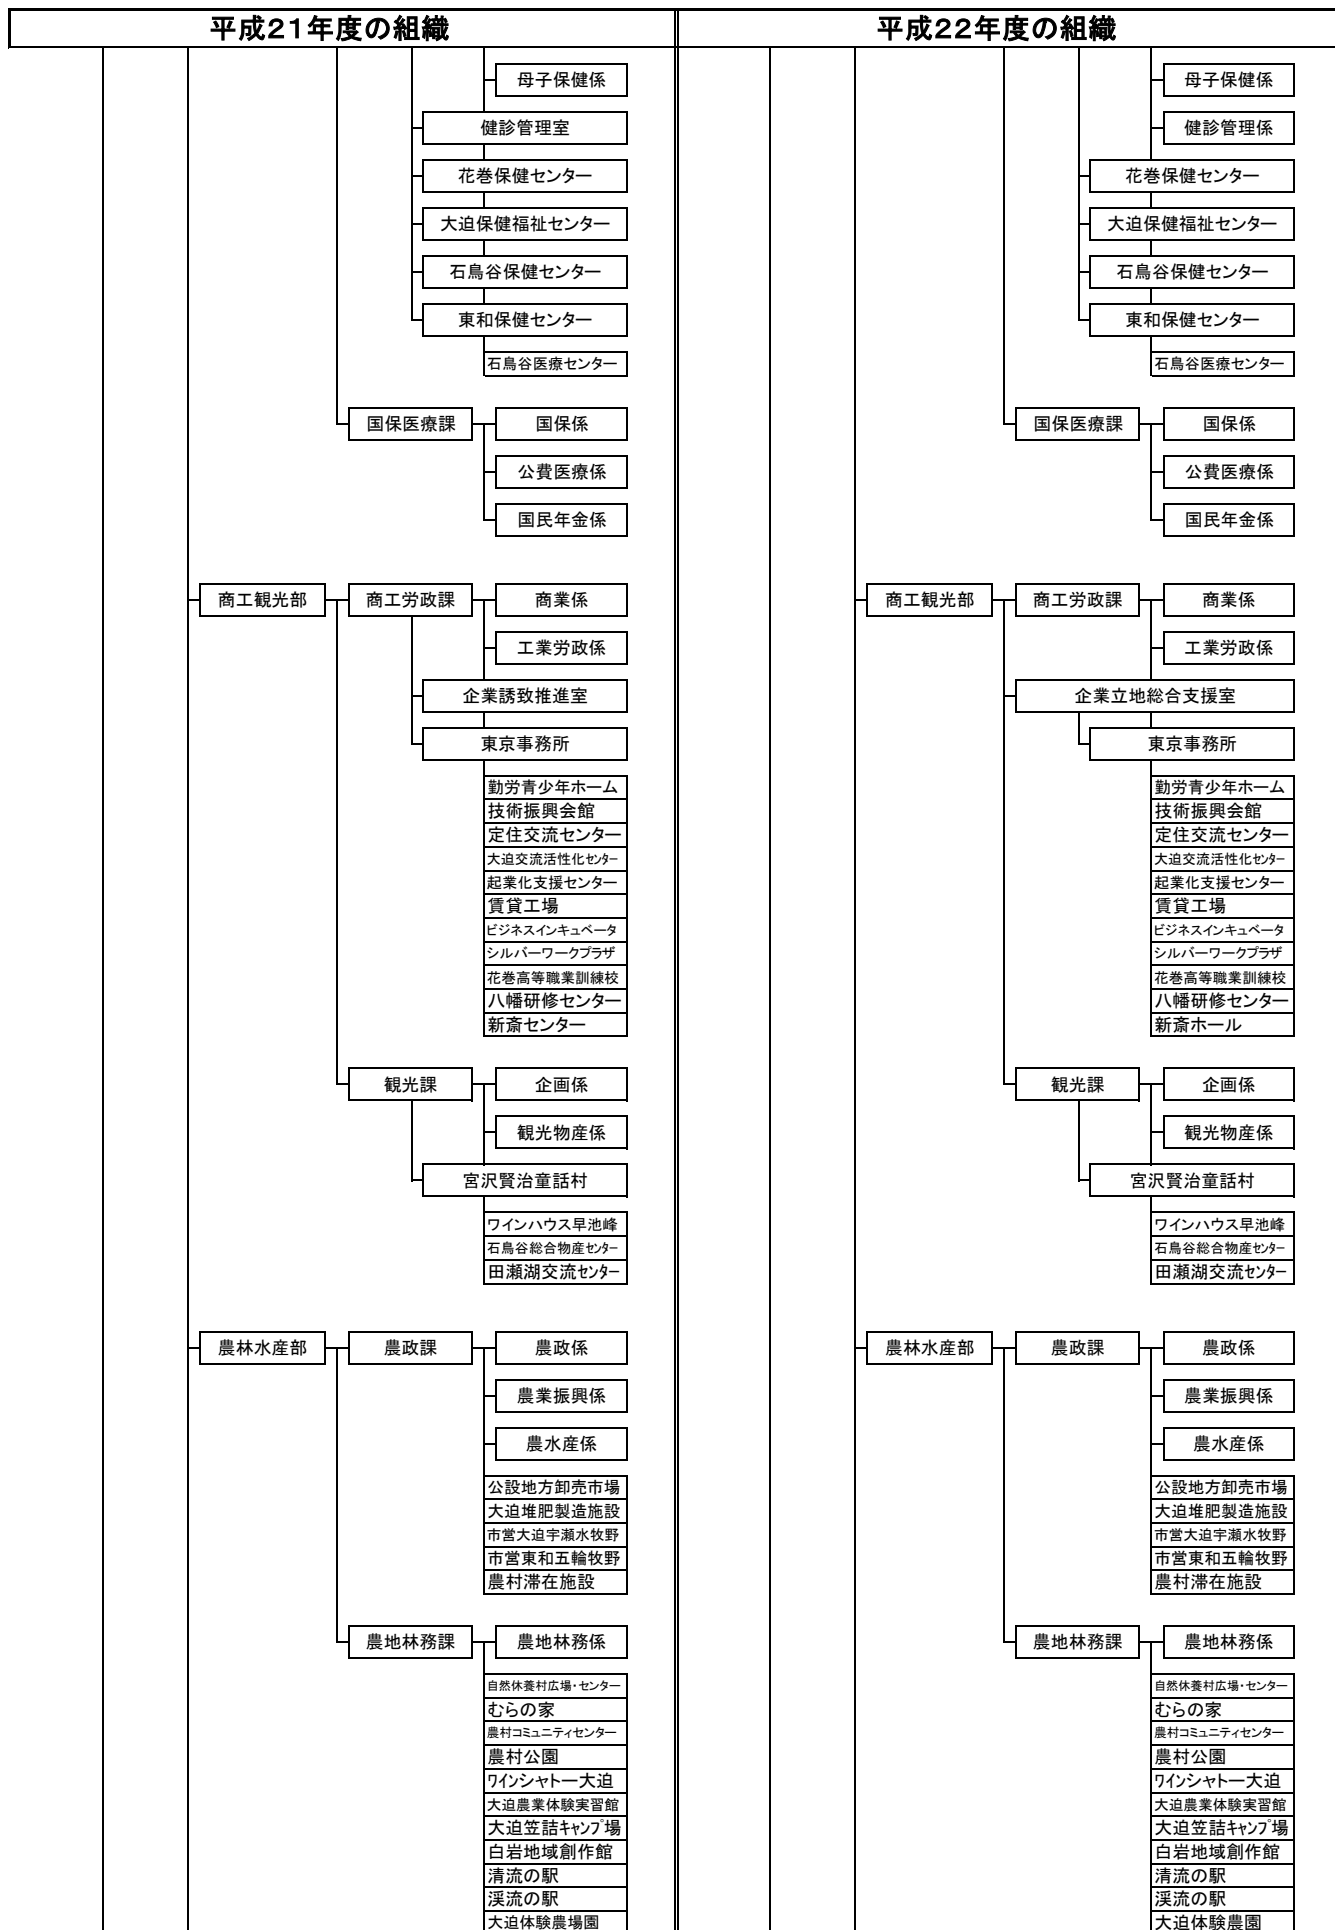 平成21年度の組織
母子保健係
健診管理室
花巻保健センター
大迫保健福祉センター
石鳥谷保健センター
東和保健センター
石鳥谷医療センター
国保医療課
国保係
公費医療係
国民年金係
商工観光部
商工労政課
商業係
工業労政係
企業誘致推進室
東京事務所
勤労青少年ホーム
技術振興会館
定住交流センター
大迫交流活性化センター
起業化支援センター
賃貸工場
ビジネスインキュベータ
シルバーワークプラザ
花巻高等職業訓練校
八幡研修センター
新斎センター
観光課
企画係
観光物産係
宮沢賢治童話村
ワインハウス早池峰
石鳥谷総合物産センター
田瀬湖交流センター
農林水産部
農政課
農政係
農業振興係
農水産係
公設地方卸売市場
大迫堆肥製造施設
市営大迫宇瀬水牧野
市営東和五輪牧野
農村滞在施設
農地林務課
農地林務係
自然休養村広場・センター
むらの家
農村コミュニティセンター
農村公園
ワインシャトー大迫
大迫農業体験実習館
大迫笠詰キャンプ場
白岩地域創作館
清流の駅
渓流の駅
大迫体験農場園
平成22年度の組織
母子保健係
健診管理係
花巻保健センター
大迫保健福祉センター
石鳥谷保健センター
東和保健センター
石鳥谷医療センター
国保医療課
国保係
公費医療係
国民年金係
商工観光部
商工労政課
商業係
工業労政係
企業立地総合支援室
東京事務所
勤労青少年ホーム
技術振興会館
定住交流センター
大迫交流活性化センター
起業化支援センター
賃貸工場
ビジネスインキュベータ
シルバーワークプラザ
花巻高等職業訓練校
八幡研修センター
新斎ホール
観光課
企画係
観光物産係
宮沢賢治童話村
ワインハウス早池峰
石鳥谷総合物産センター
田瀬湖交流センター
農林水産部
農政課
農政係
農業振興係
農水産係
公設地方卸売市場
大迫堆肥製造施設
市営大迫宇瀬水牧野
市営東和五輪牧野
農村滞在施設
農地林務課
農地林務係
自然休養村広場・センター
むらの家
農村コミュニティセンター
農村公園
ワインシャトー大迫
大迫農業体験実習館
大迫笠詰キャンプ場
白岩地域創作館
清流の駅
渓流の駅
大迫体験農園